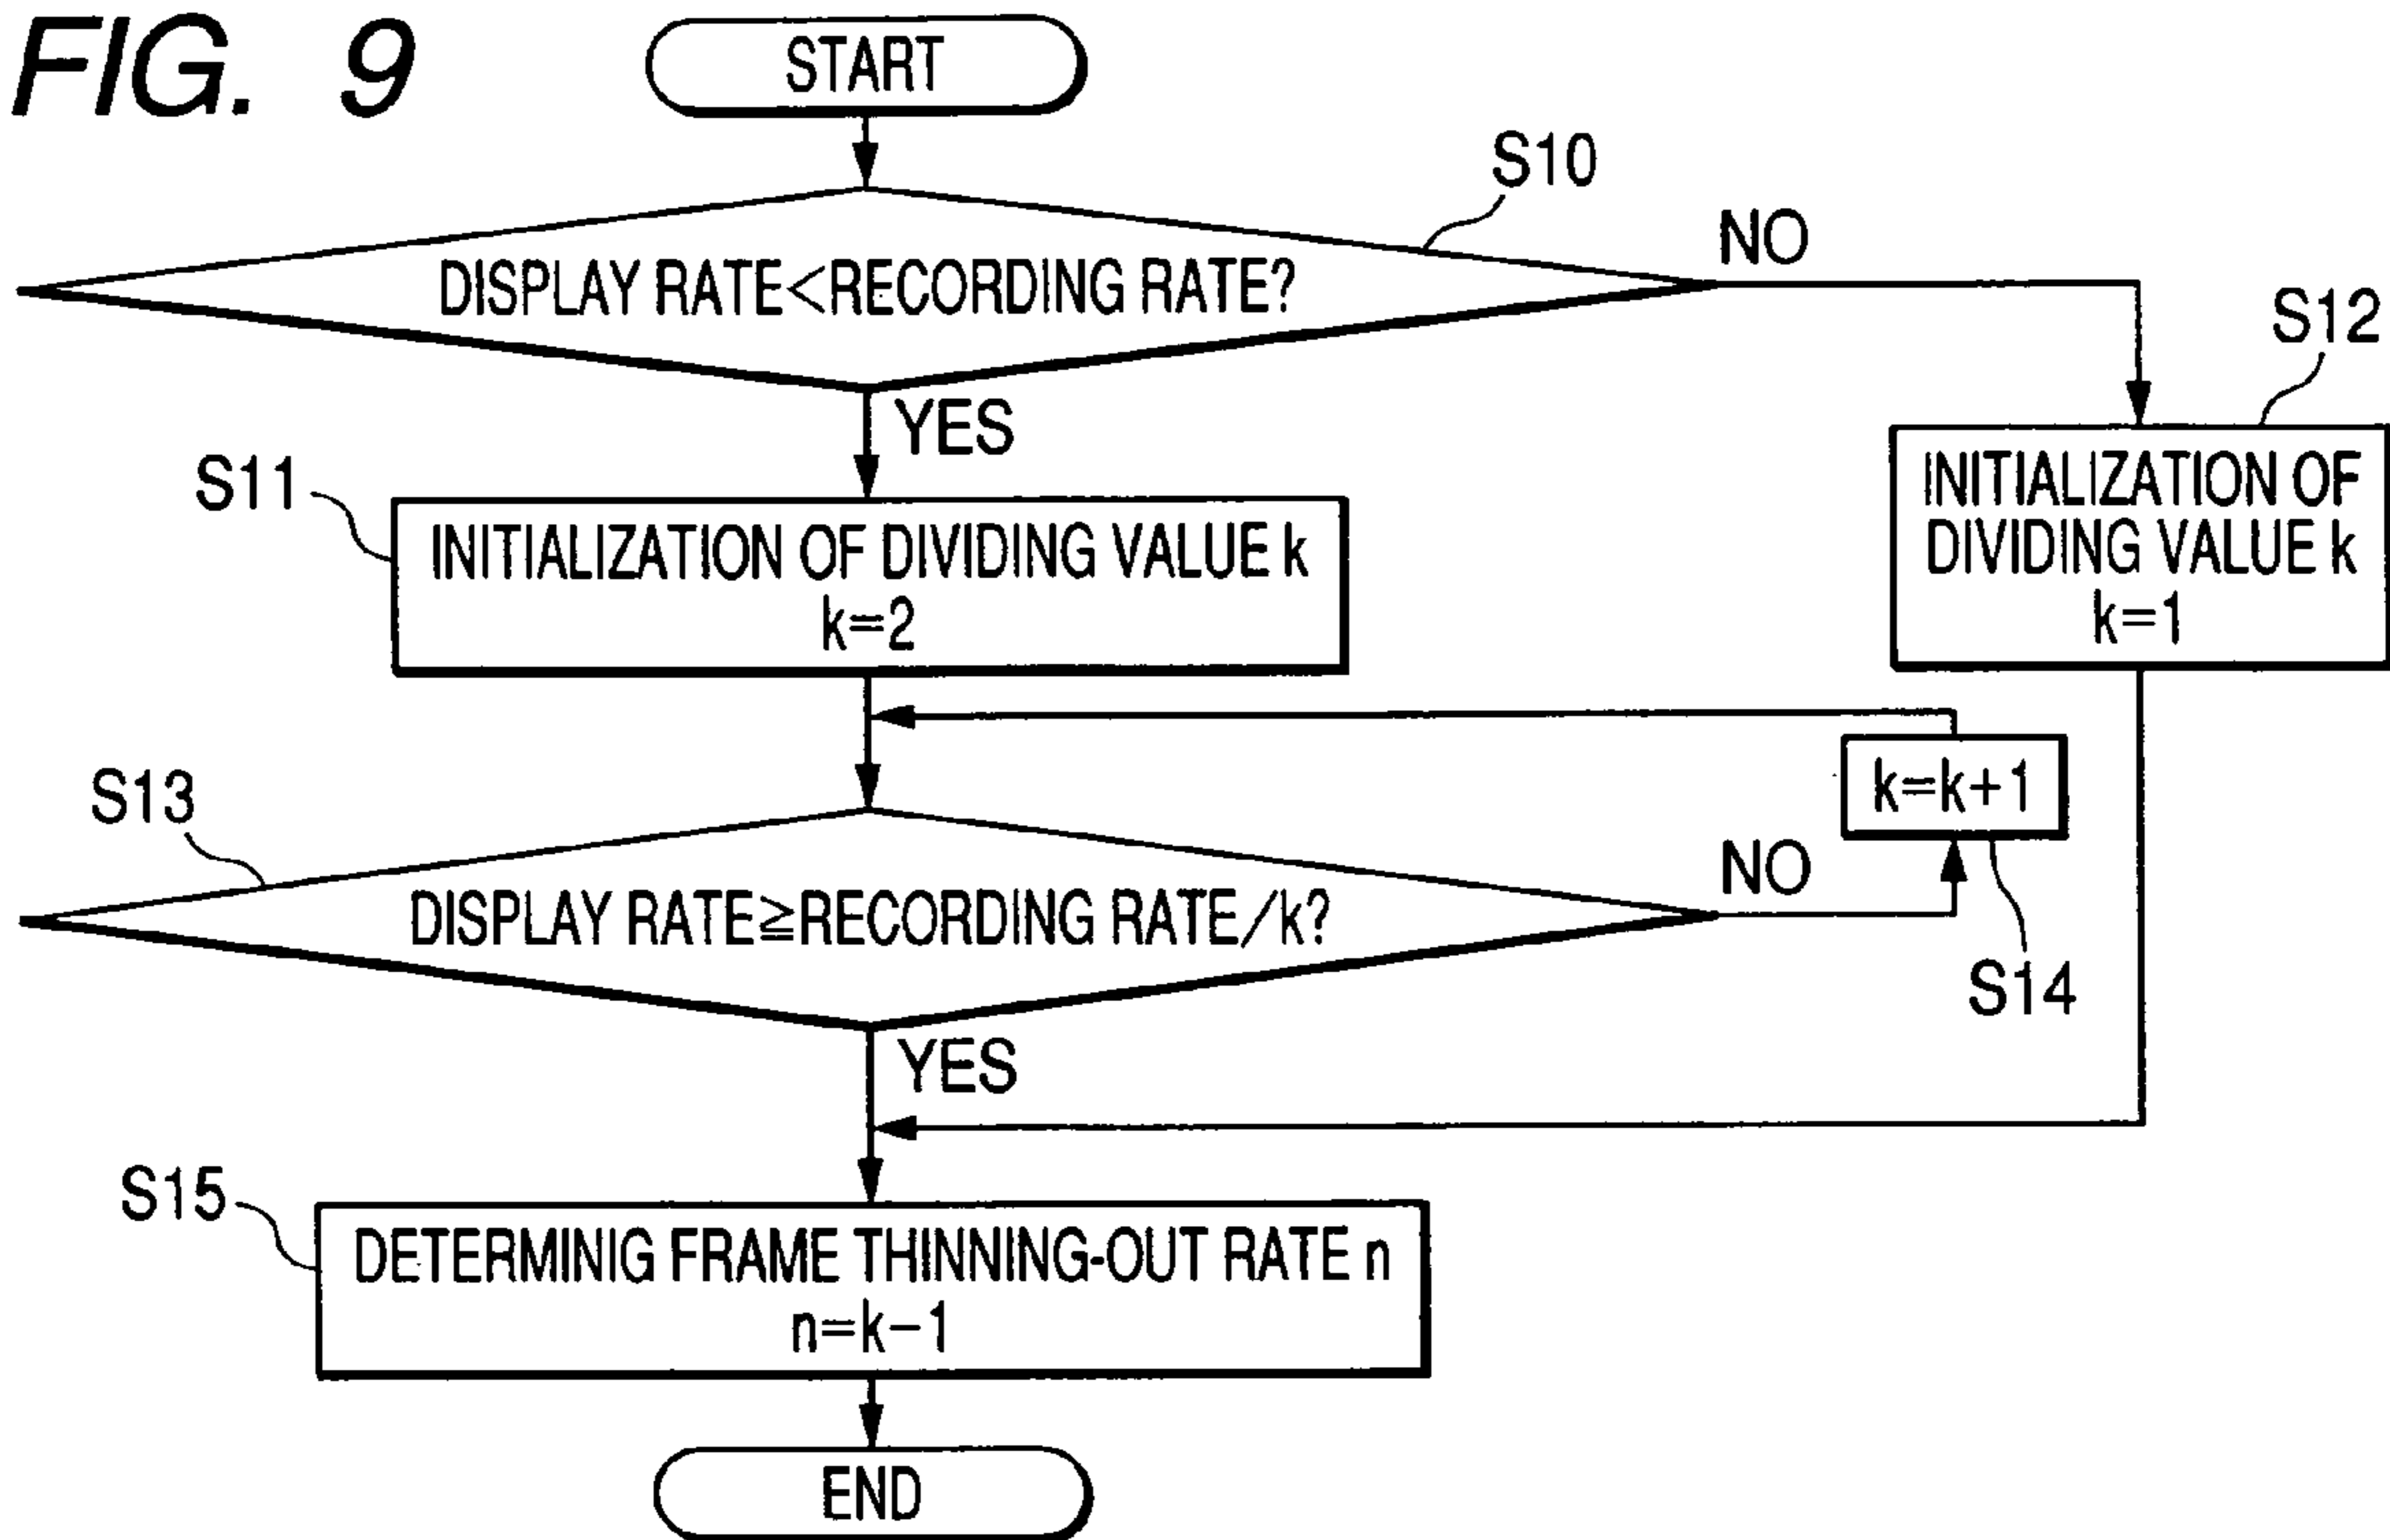 FIG. 9
START
S10
DISPLAY RATE<RECORDING RATE?
NO
YES
S12
INITIALIZATION OF
DIVIDING VALUE k
k=1
S11
INITIALIZATION OF DIVIDING VALUE k
k=2
k=k+1
S14
S13
DISPLAY RATE≧RECORDING RATE/k?
NO
YES
S15
DETERMINIG FRAME THINNING-OUT RATE n
n=k-1
END